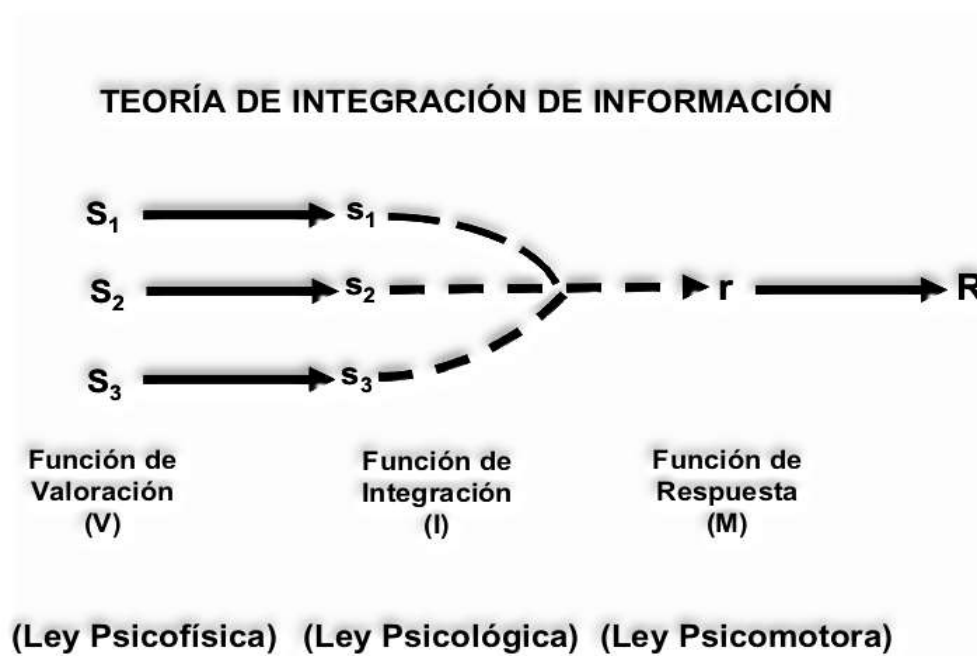 TEORÍA DE INTEGRACIÓN DE INFORMACIÓN
S₁ s₁
S₂ s₂ r R
S₃ s₃
Función de Valoración (V)
Función de Integración (I)
Función de Respuesta (M)
(Ley Psicofísica) (Ley Psicológica) (Ley Psicomotora)